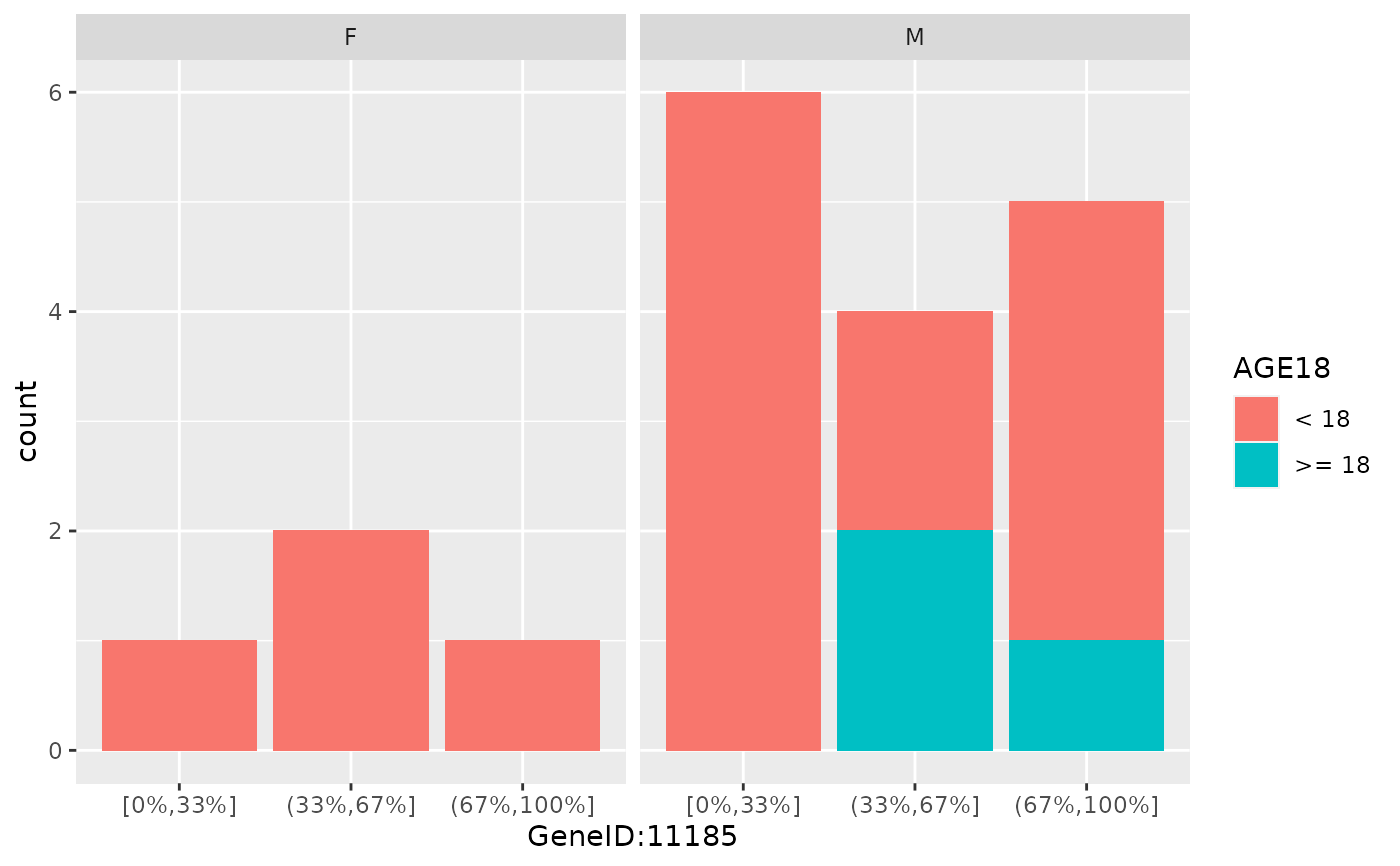 F
M
6
4
2
0
count
[0%,33%]
(33%,67%]
(67%,100%]
[0%,33%]
(33%,67%]
(67%,100%]
GeneID:11185
AGE18
< 18
>= 18